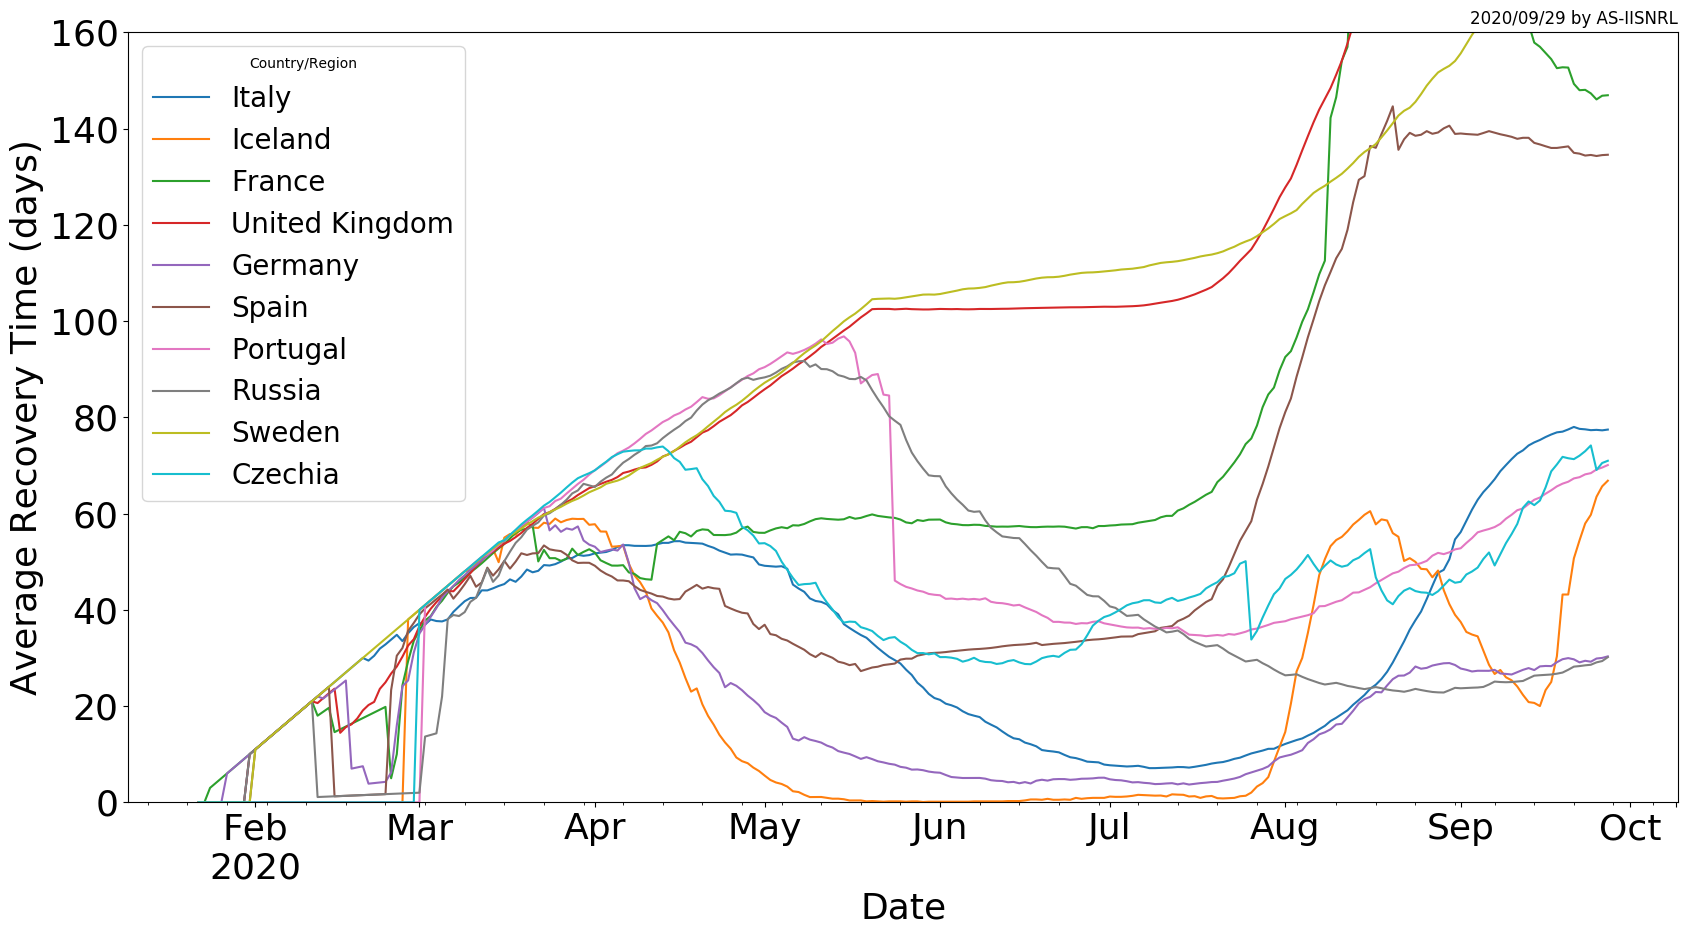 2020/09/29 by AS-IISNRL
Average Recovery Time (days)
160
140
120
100
80
60
40
20
0
Country/Region
Italy
Iceland
France
United Kingdom
Germany
Spain
Portugal
Russia
Sweden
Czechia
Feb Mar Apr May Jun Jul Aug Sep Oct
2020
Date